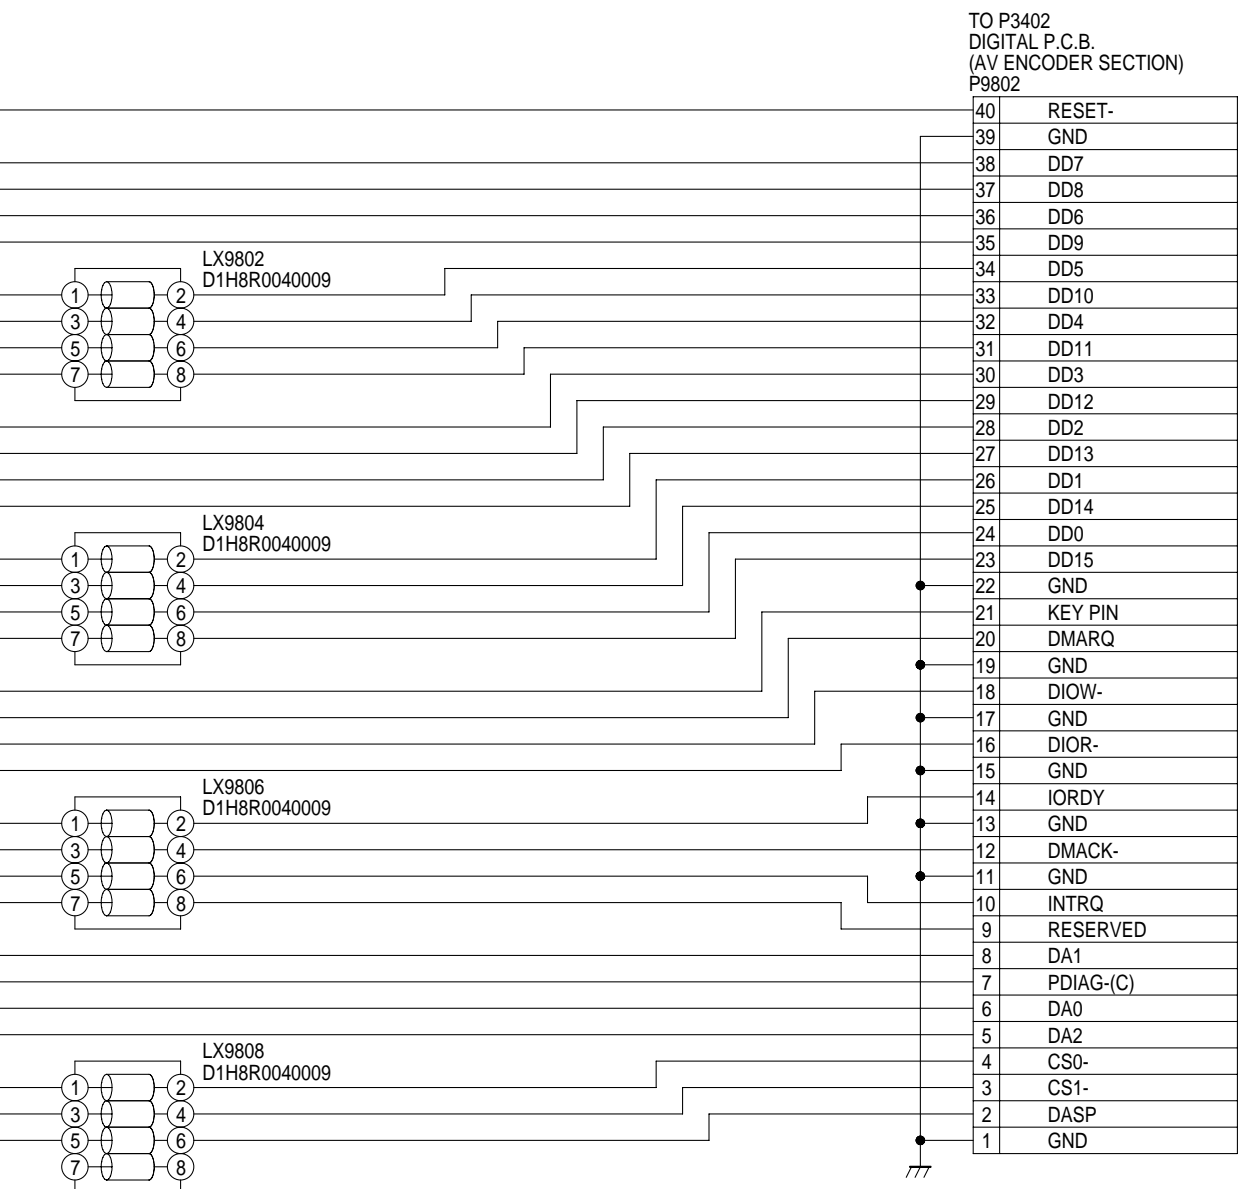 TO P3402
DIGITAL P.C.B.
(AV ENCODER SECTION)
P9802
40 RESET-
39 GND
38 DD7
37 DD8
36 DD6
35 DD9
LX9802
D1H8R0040009
34 DD5
1 2 33 DD10
3 4 32 DD4
5 6 31 DD11
7 8 30 DD3
29 DD12
28 DD2
27 DD13
26 DD1
25 DD14
LX9804
D1H8R0040009
24 DD0
1 2 23 DD15
3 4 22 GND
5 6 21 KEY PIN
7 8 20 DMARQ
19 GND
18 DIOW-
17 GND
16 DIOR-
15 GND
LX9806
D1H8R0040009
14 IORDY
1 2 13 GND
3 4 12 DMACK-
5 6 11 GND
7 8 10 INTRQ
9 RESERVED
8 DA1
7 PDIAG-(C)
6 DA0
5 DA2
LX9808
D1H8R0040009
4 CS0-
1 2 3 CS1-
3 4 2 DASP
5 6 1 GND
7 8